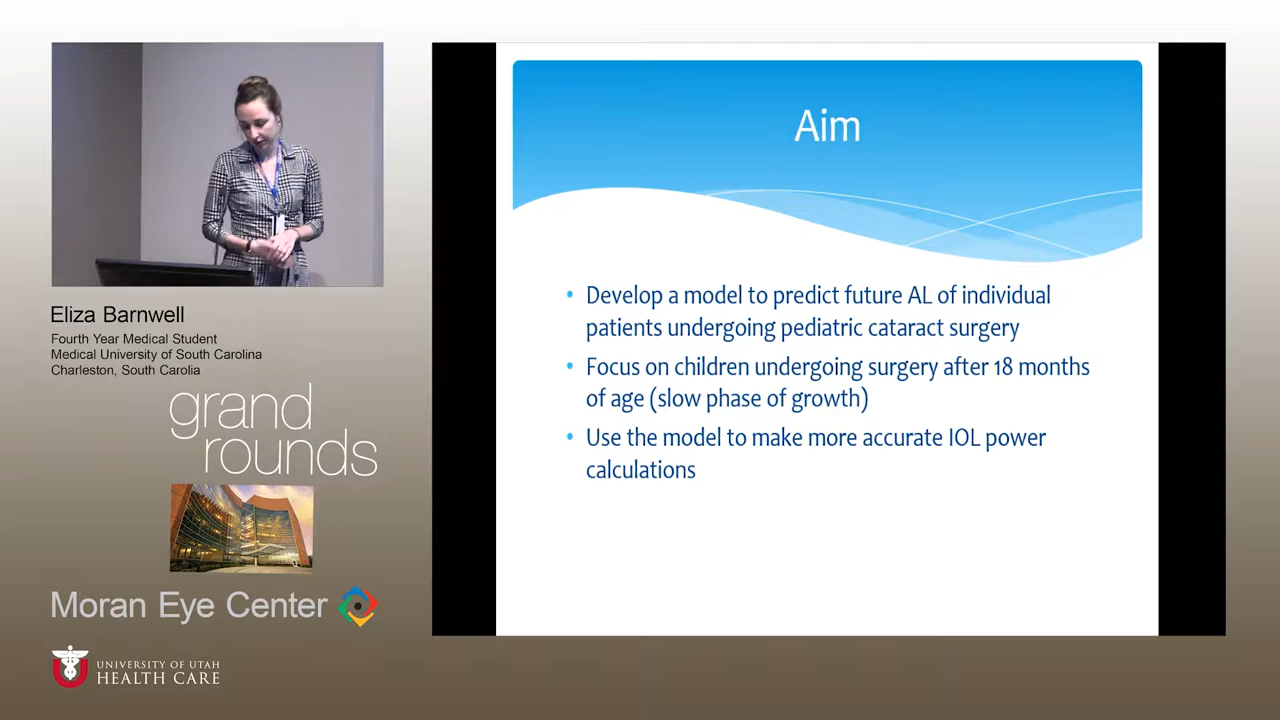 Eliza Barnwell
Fourth Year Medical Student
Medical University of South Carolina
Charleston, South Carolia
grand
rounds
Moran Eye Center
UNIVERSITY OF UTAH
HEALTH CARE
Aim
• Develop a model to predict future AL of individual
patients undergoing pediatric cataract surgery
• Focus on children undergoing surgery after 18 months
of age (slow phase of growth)
• Use the model to make more accurate IOL power
calculations